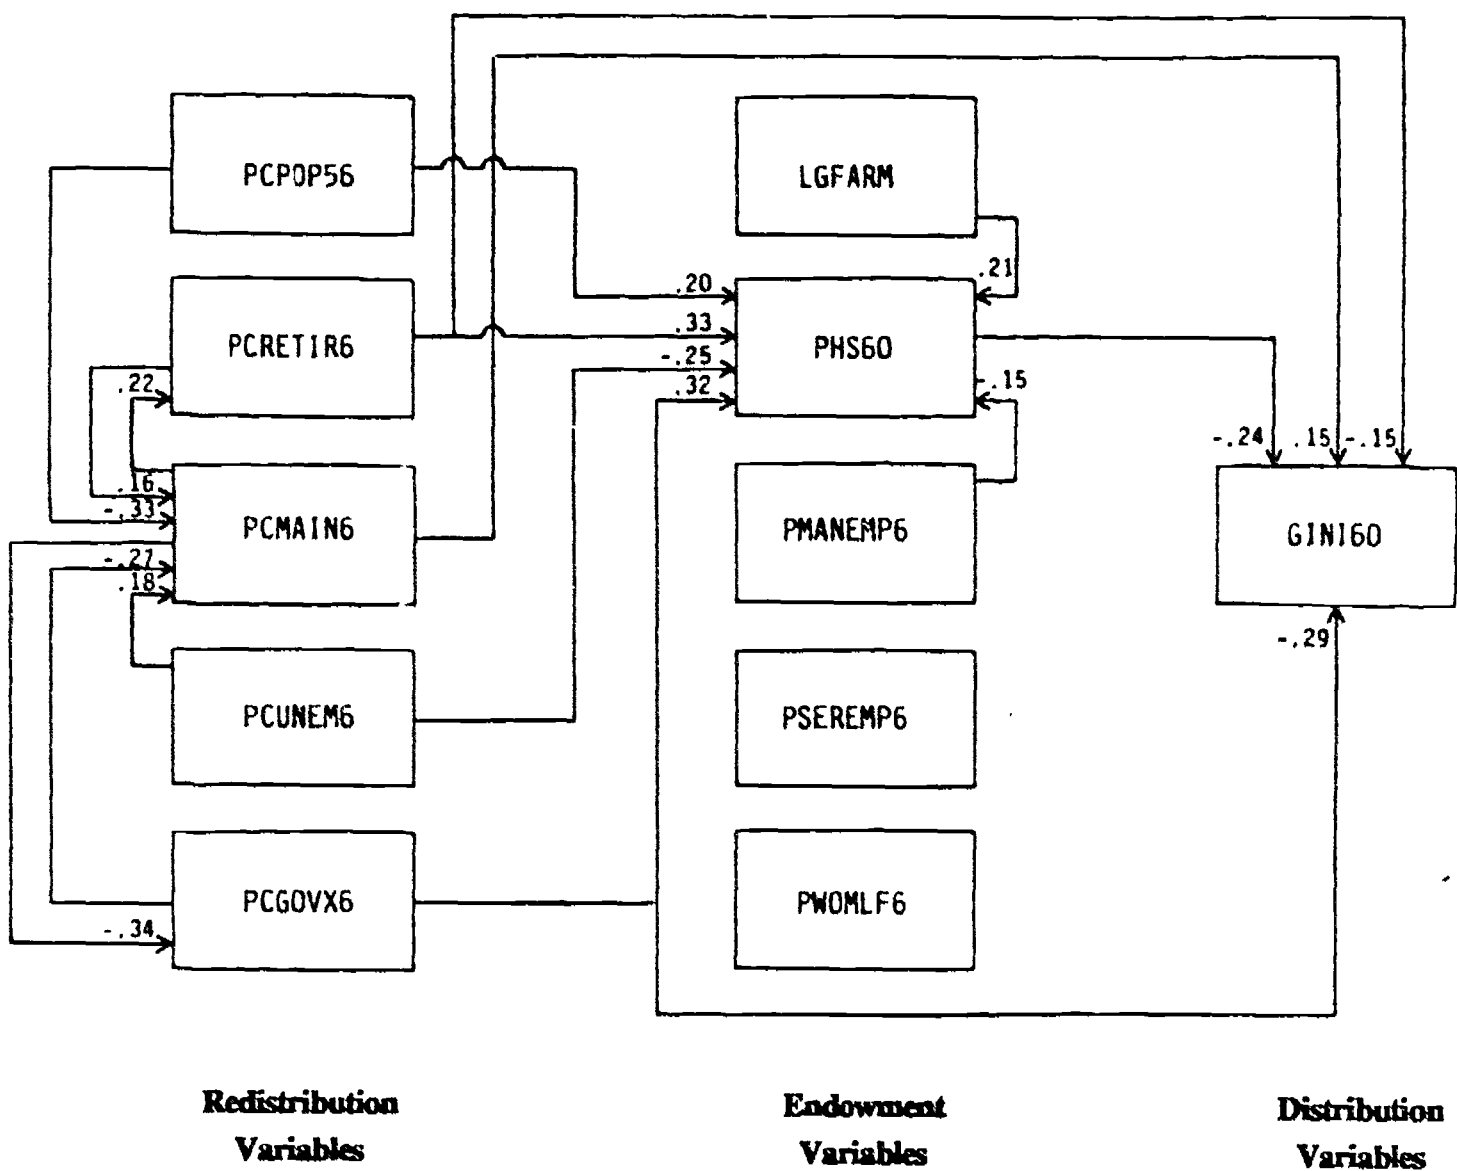 PCPOP56
LGFARM
.20
.21
PCRETIR6
.33
PHS60
-.25
.22
.32
-.15
-.24
.15
-.15
.16
-.33
PCMAIN6
PMANEMP6
GINI60
-.27
.18
-.29
PCUNEM6
PSEREMP6
PCGOVX6
PWOMLF6
-.34
Redistribution
Variables
Endowment
Variables
Distribution
Variables